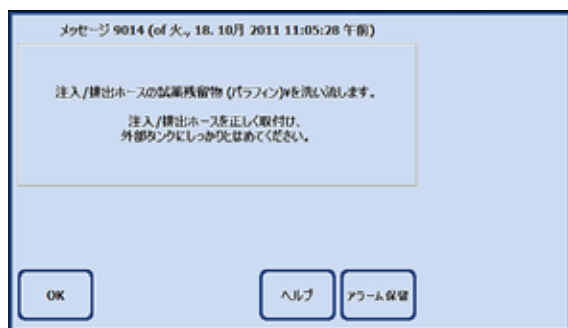 メッセージ 9014 (of 火., 18. 10月 2011 11:05:28 午前)
注入/排出ホースの試薬残留物 (パラフィン)¥を洗い流します。
注入/排出ホースを正しく取付け、
外部タンクにしっかりとはめてください。
OK
ヘルプ
アラーム保留